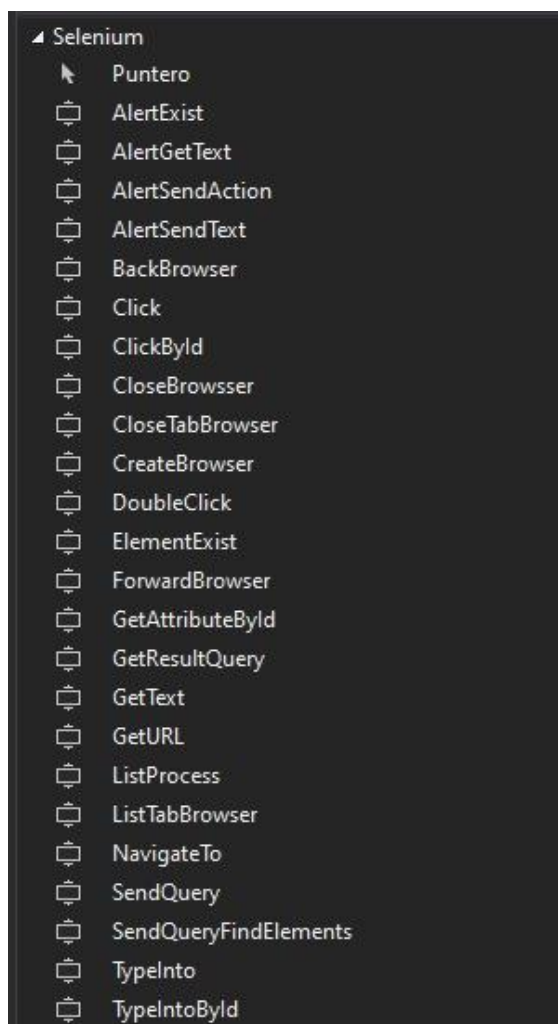 Selenium
Puntero
AlertExist
AlertGetText
AlertSendAction
AlertSendText
BackBrowser
Click
ClickById
CloseBrowsser
CloseTabBrowser
CreateBrowser
DoubleClick
ElementExist
ForwardBrowser
GetAttributeById
GetResultQuery
GetText
GetURL
ListProcess
ListTabBrowser
NavigateTo
SendQuery
SendQueryFindElements
TypeInto
TypeIntoById